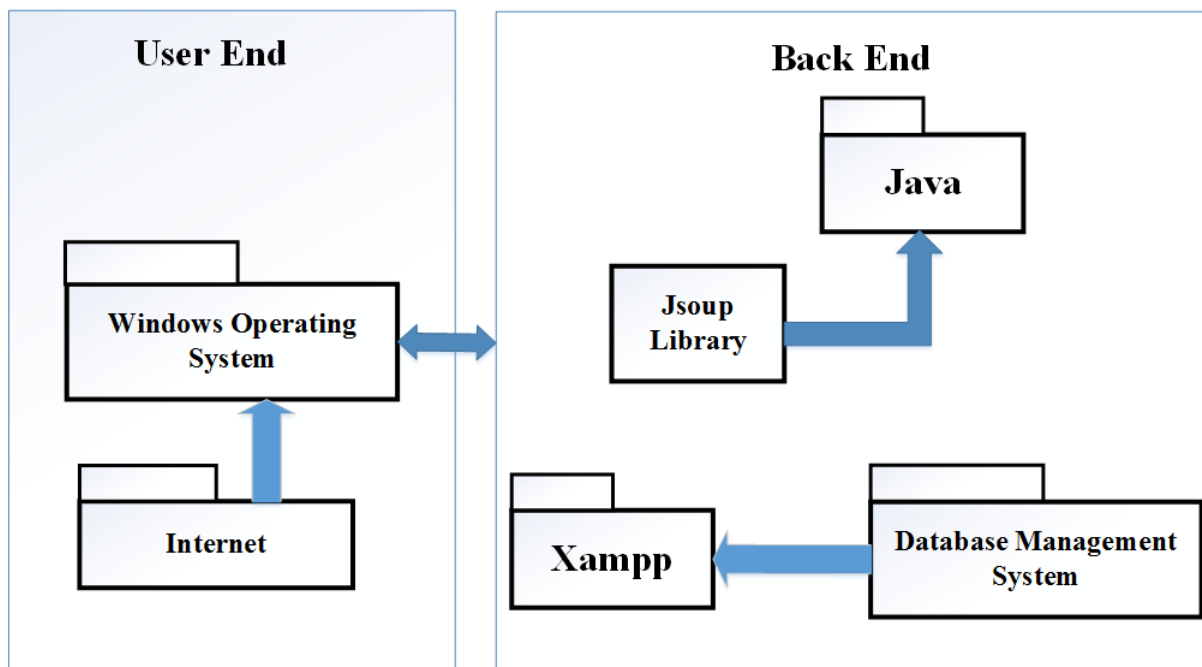 User End
Windows Operating
System
Internet
Back End
Java
Jsoup
Library
Xampp
Database Management
System